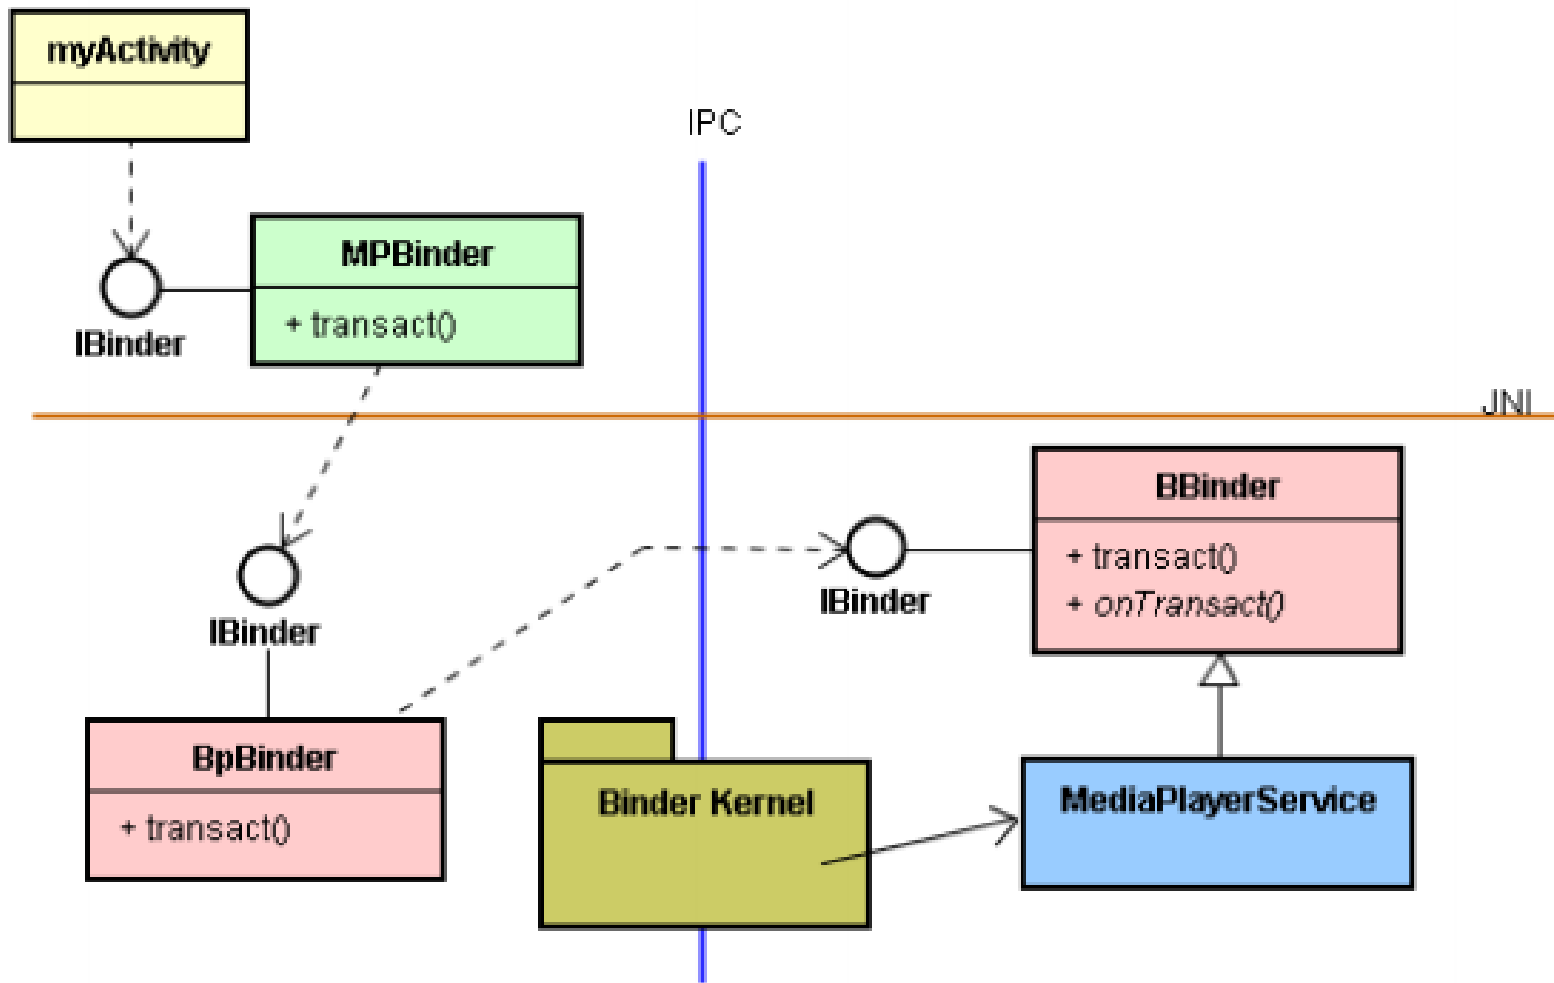 myActivity
IPC
MPBinder
+ transact()
IBinder
JNI
BBinder
+ transact()
+ onTransact()
IBinder
IBinder
BpBinder
+ transact()
Binder Kernel
MediaPlayerService